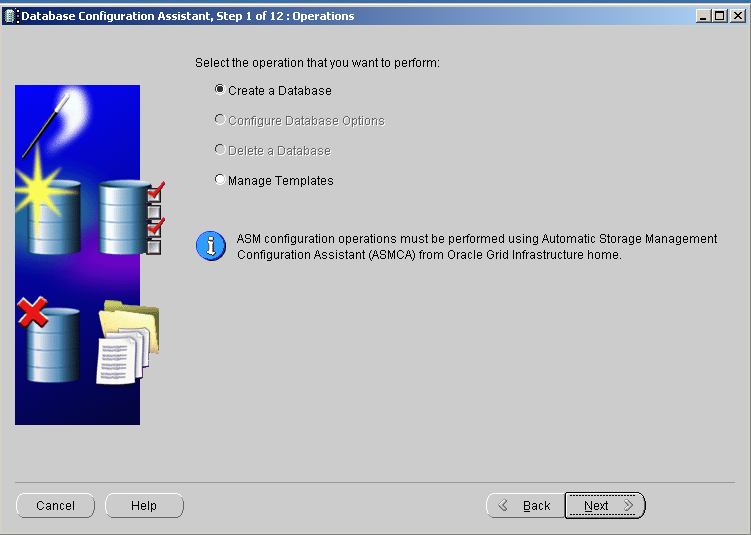 Database Configuration Assistant, Step 1 of 12 : Operations
Select the operation that you want to perform:
Create a Database
Configure Database Options
Delete a Database
Manage Templates
ASM configuration operations must be performed using Automatic Storage Management
Configuration Assistant (ASMCA) from Oracle Grid Infrastructure home.
Cancel Help Back Next